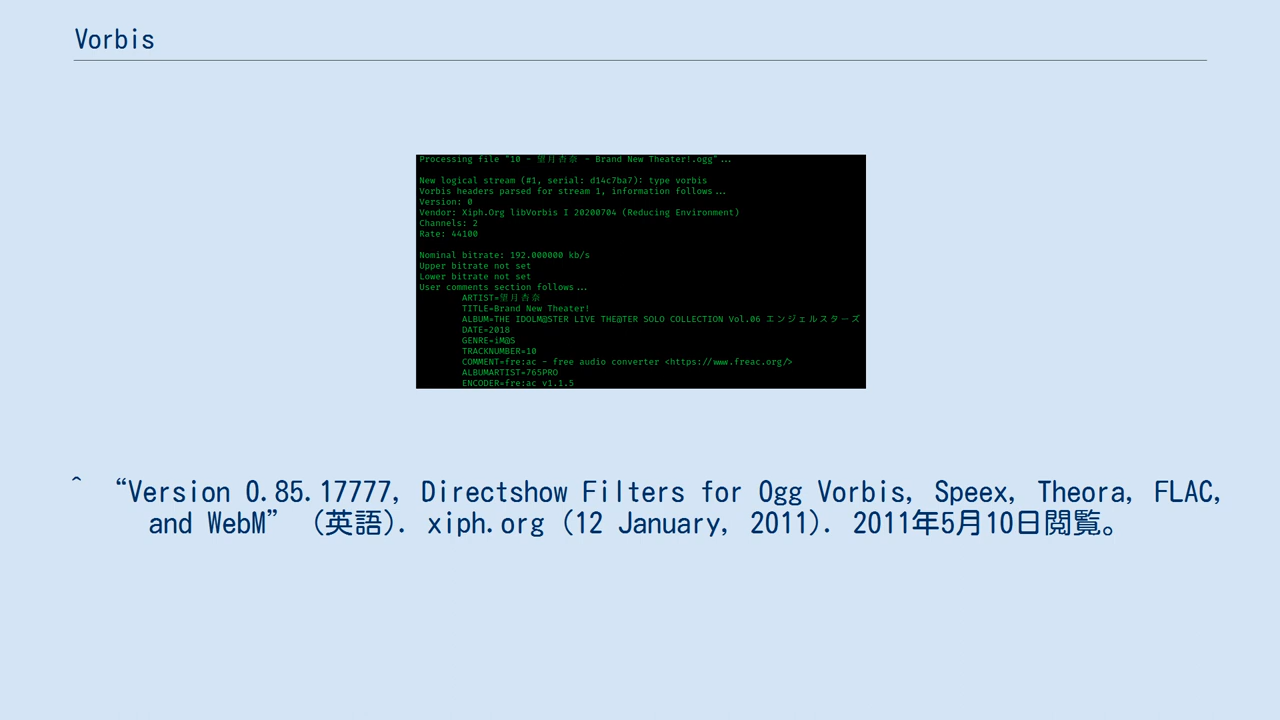 Vorbis
Processing file "10 - 望月杏奈 - Brand New Theater!.ogg"...
New logical stream (#1, serial: d14c7ba7): type vorbis
Vorbis headers parsed for stream 1, information follows...
Version: 0
Vendor: Xiph.Org libVorbis I 20200704 (Reducing Environment)
Channels: 2
Rate: 44100
Nominal bitrate: 192.000000 kb/s
Upper bitrate not set
Lower bitrate not set
User comments section follows...
ARTIST=望月杏奈
TITLE=Brand New Theater!
ALBUM=THE IDOLM@STER LIVE THE@TER SOLO COLLECTION Vol.06 エンジェルスターズ
DATE=2018
GENRE=iM@S
TRACKNUMBER=10
COMMENT=fre:ac - free audio converter <https://www.freac.org/>
ALBUMARTIST=765PRO
ENCODER=fre:ac v1.1.5
^ “Version 0.85.17777, Directshow Filters for Ogg Vorbis, Speex, Theora, FLAC,
and WebM” (英語). xiph.org (12 January, 2011). 2011年5月10日閲覧。